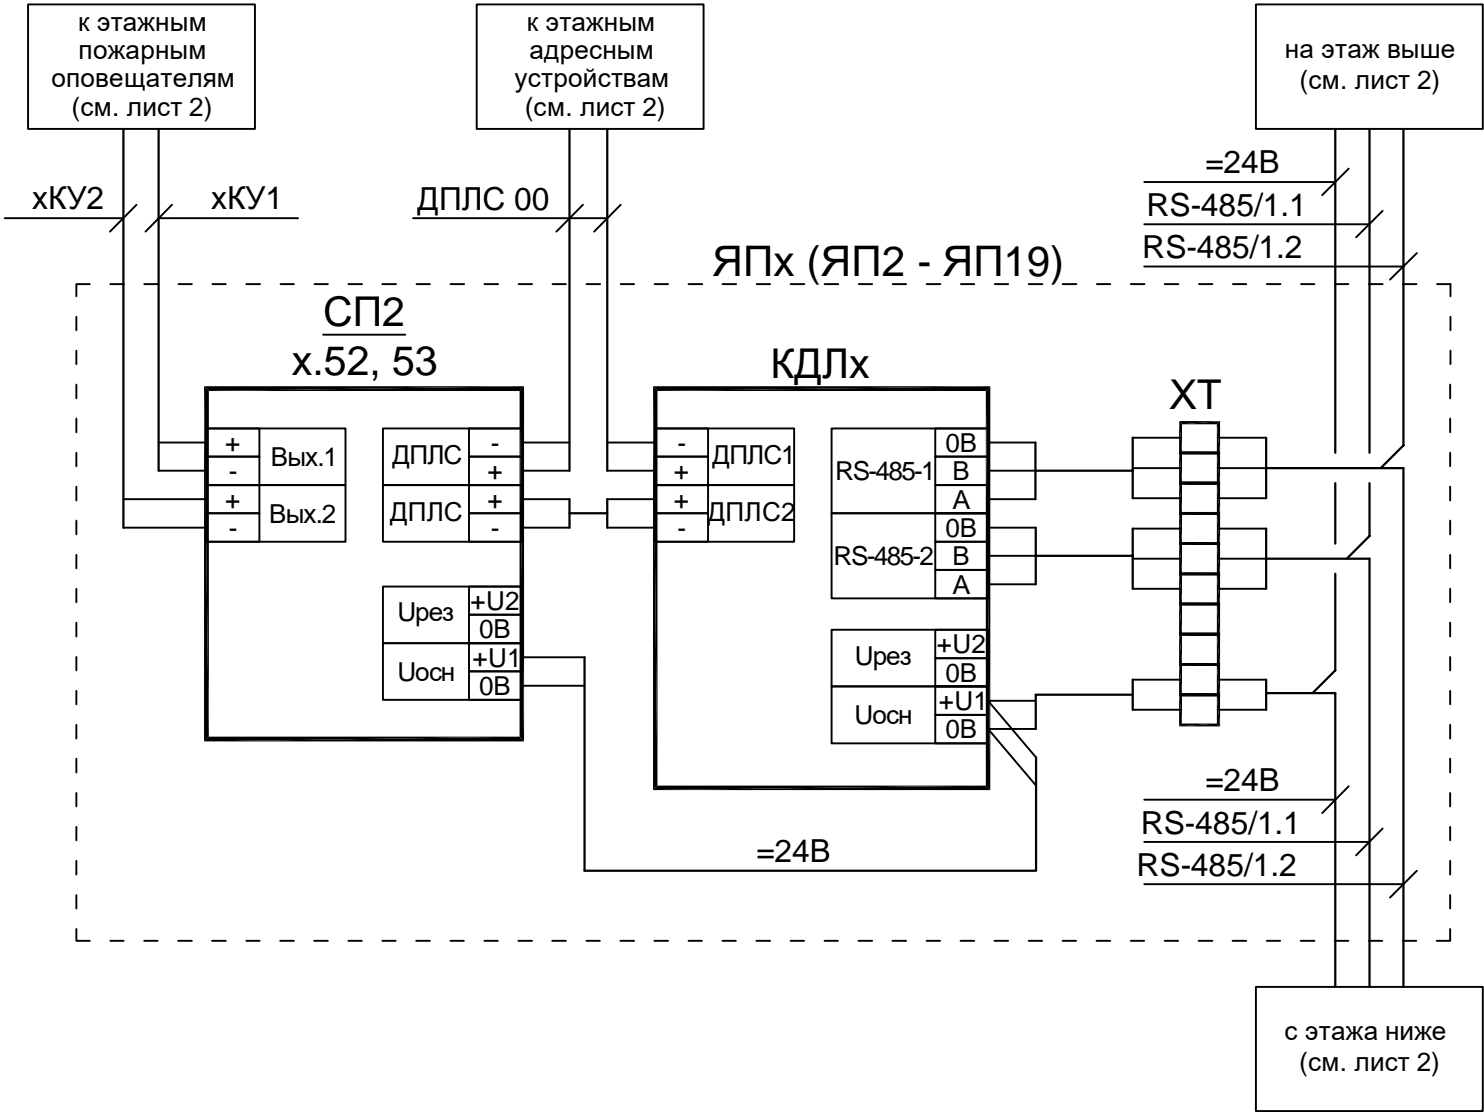 к этажным
пожарным
оповещателям
(см. лист 2)
к этажным
адресным
устройствам
(см. лист 2)
на этаж выше
(см. лист 2)
=24В
RS-485/1.1
RS-485/1.2
хКУ2
хКУ1
ДПЛС 00
ЯПх (ЯП2 - ЯП19)
СП2
х.52, 53
+
-
Вых.1
+
-
Вых.2
ДПЛС
-
+
ДПЛС
+
-
Uрез
+U2
0В
Uосн
+U1
0В
КДЛх
-
+
ДПЛС1
+
-
ДПЛС2
RS-485-1
0В
В
А
RS-485-2
0В
В
А
Uрез
+U2
0В
Uосн
+U1
0В
ХТ
=24В
=24В
RS-485/1.1
RS-485/1.2
с этажа ниже
(см. лист 2)